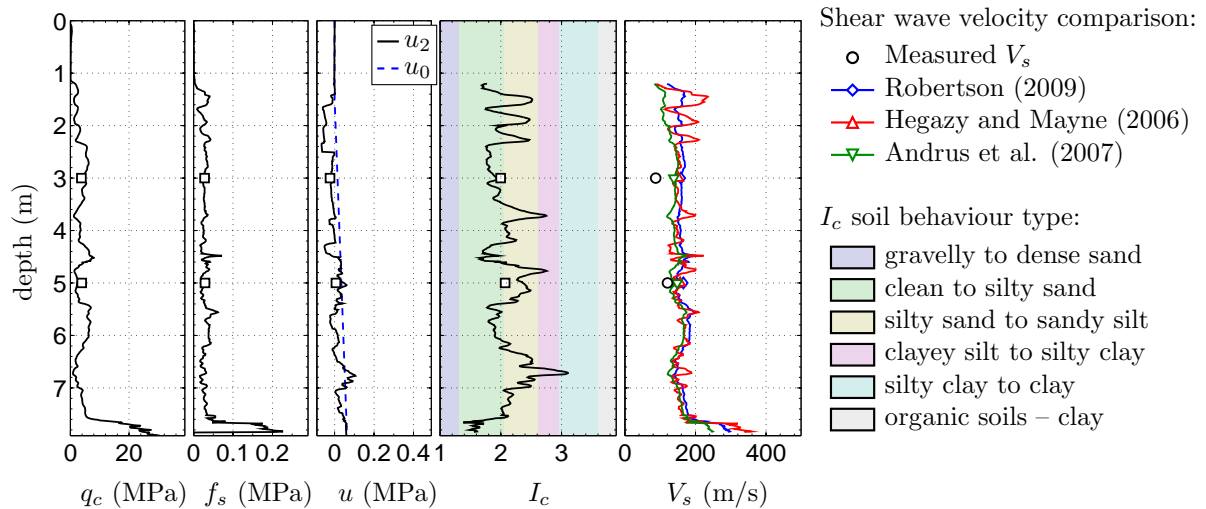 0
1
2
3
4
5
6
7
depth (m)
0 20
q_c (MPa)
0 0.1 0.2
f_s (MPa)
u_2
u_0
0 0.2 0.4
u (MPa)
1 2 3
I_c
0 200 400
V_s (m/s)
Shear wave velocity comparison:
Measured V_s
Robertson (2009)
Hegazy and Mayne (2006)
Andrus et al. (2007)
I_c soil behaviour type:
gravelly to dense sand
clean to silty sand
silty sand to sandy silt
clayey silt to silty clay
silty clay to clay
organic soils – clay